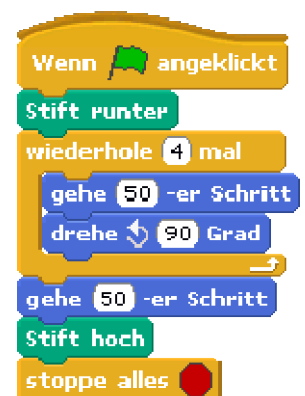 Wenn angeklickt
Stift runter
wiederhole 4 mal
gehe 50 -er Schritt
drehe 90 Grad
gehe 50 -er Schritt
Stift hoch
stoppe alles